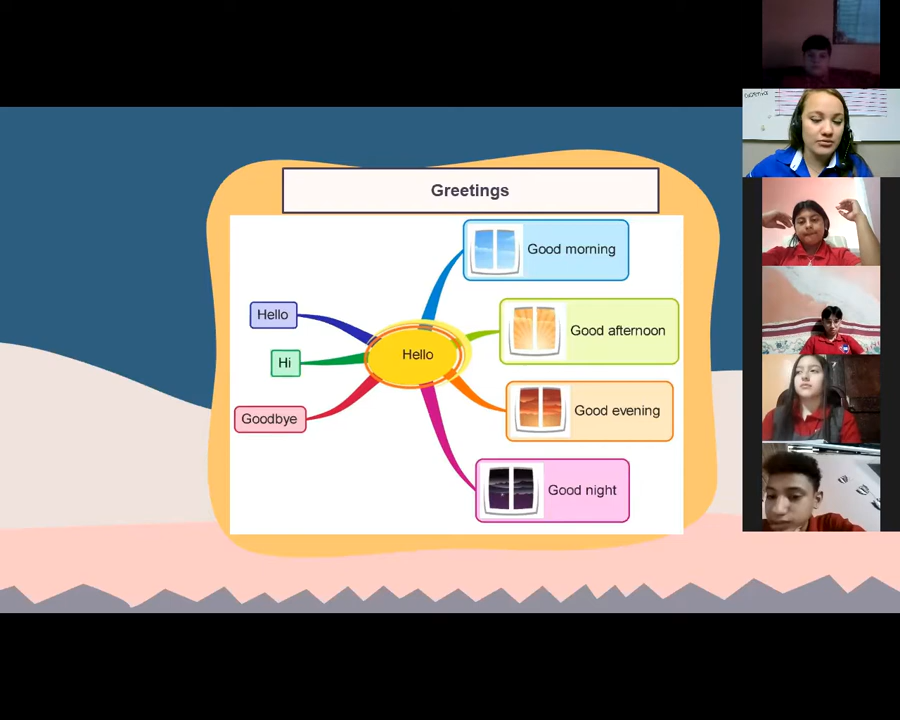 Greetings
Good morning
Hello
Good afternoon
Hello
Hi
Good evening
Goodbye
Good night